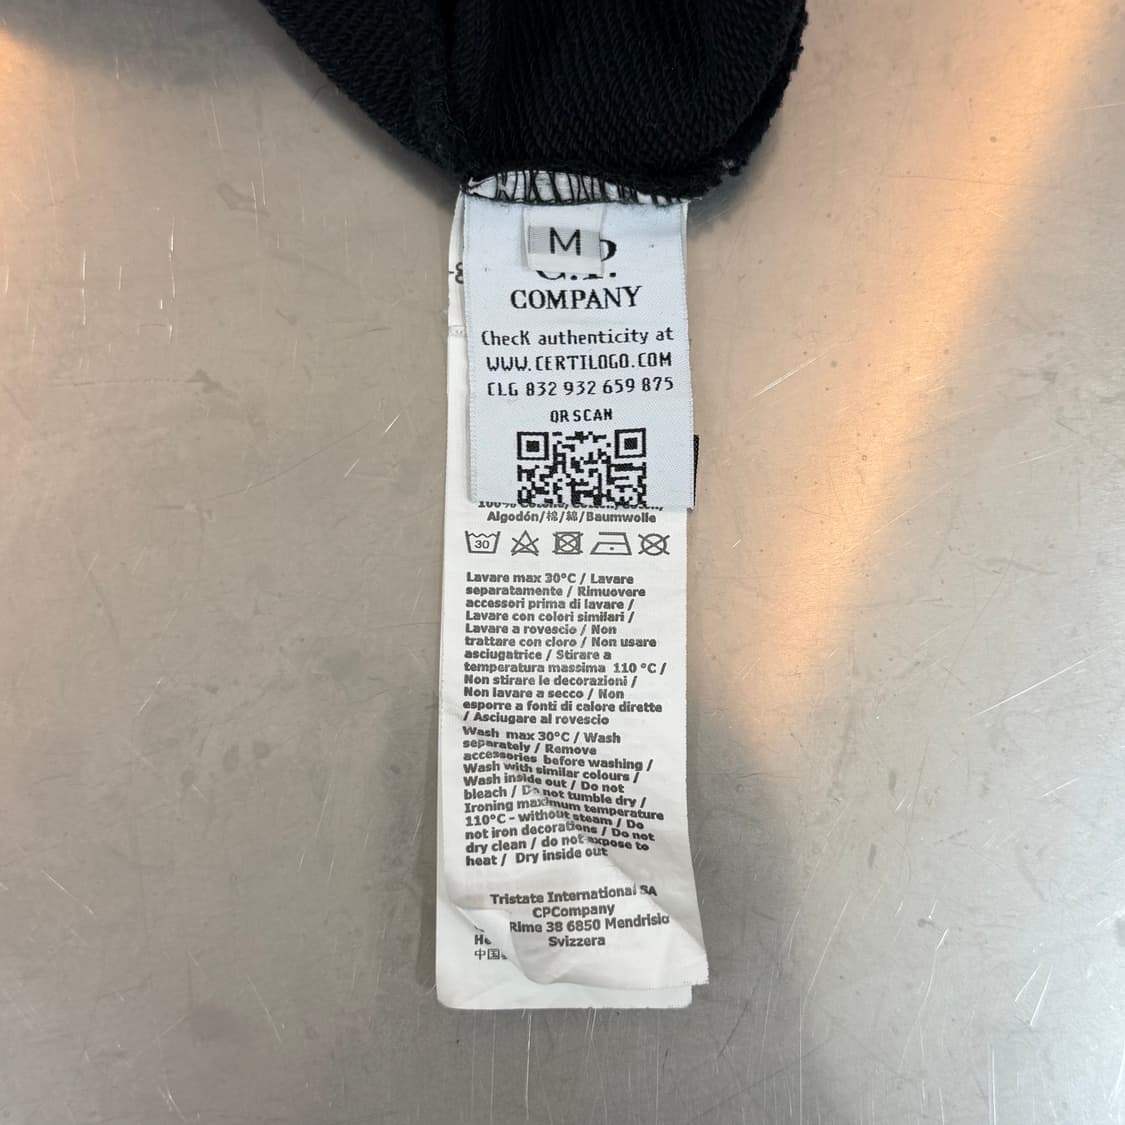 M
C.P.
COMPANY
Check authenticity at
WWW.CERTILOGO.COM
CLG 832 932 659 875
QR SCAN
Algodón/棉/綿/Baumwolle
30
Lavare max 30°C / Lavare
separatamente / Rimuovere
accessori prima di lavare /
Lavare con colori similari /
Lavare a rovescio / Non
trattare con cloro / Non usare
asciugatrice / Stirare a
temperatura massima 110 °C /
Non stirare le decorazioni /
Non lavare a secco / Non
esporre a fonti di calore dirette
/ Asciugare al rovescio
Wash max 30°C / Wash
separately / Remove
accessories before washing /
Wash with similar colours /
Wash inside out / Do not
bleach / Do not tumble dry /
Ironing maximum temperature
110°C - without steam / Do
not iron decorations / Do not
dry clean / do not expose to
heat / Dry inside out
Tristate International SA
CPCompany
Rime 38 6850 Mendrisio
Svizzera
中国